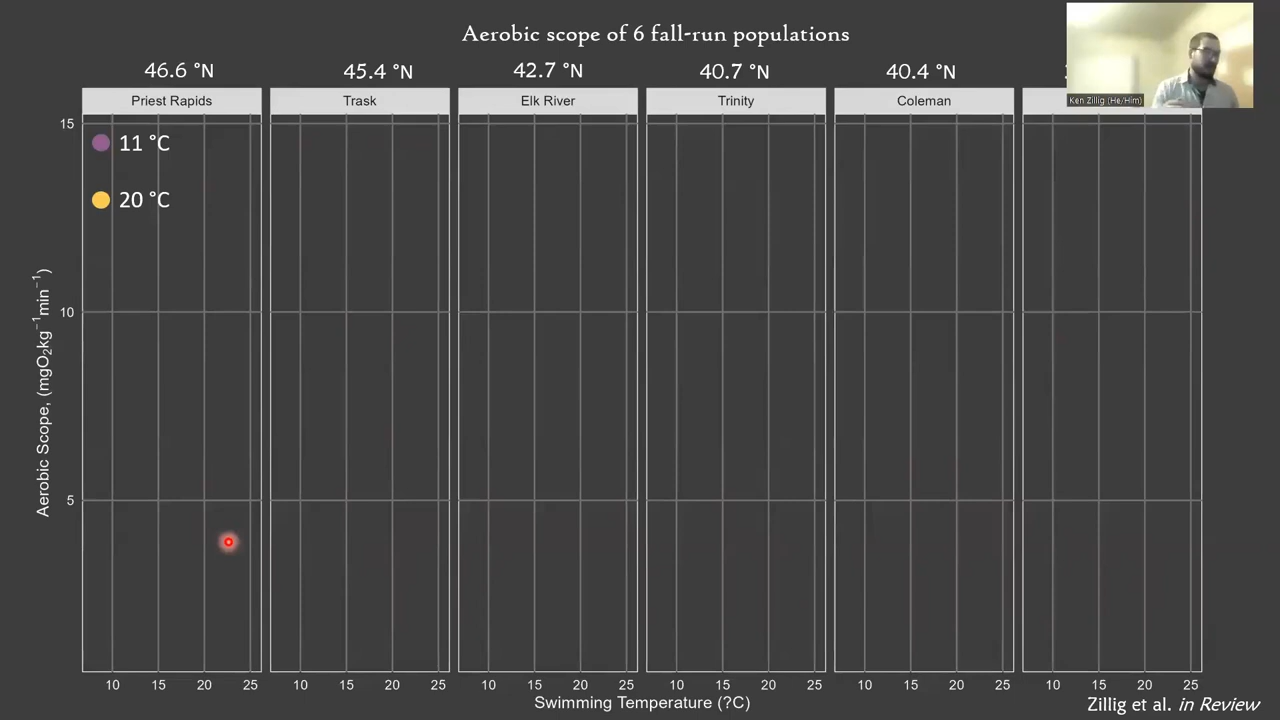 Aerobic scope of 6 fall-run populations
46.6 °N 45.4 °N 42.7 °N 40.7 °N 40.4 °N
Ken Zillig (He/Him)
Priest Rapids Trask Elk River Trinity Coleman
15
11 °C
20 °C
10
5
Aerobic Scope, (mgO₂kg⁻¹min⁻¹)
10 15 20 25 10 15 20 25 10 15 20 25 10 15 20 25 10 15 20 25 10 15 20 25
Swimming Temperature (?C)
Zillig et al. in Review